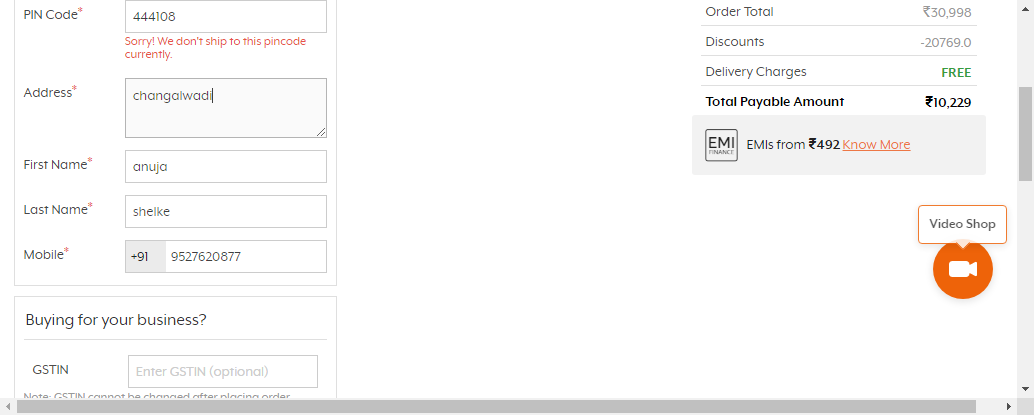 PIN Code*
444108
Sorry! We don't ship to this pincode
currently.
Address*
changalwadi
First Name*
anuja
Last Name*
shelke
Mobile*
+91 9527620877
Buying for your business?
GSTIN
Enter GSTIN (optional)
Note: GSTIN cannot be changed after placing order
Order Total ₹30,998
Discounts -20769.0
Delivery Charges FREE
Total Payable Amount ₹10,229
EMI
FINANCE
EMIs from ₹492 Know More
Video Shop